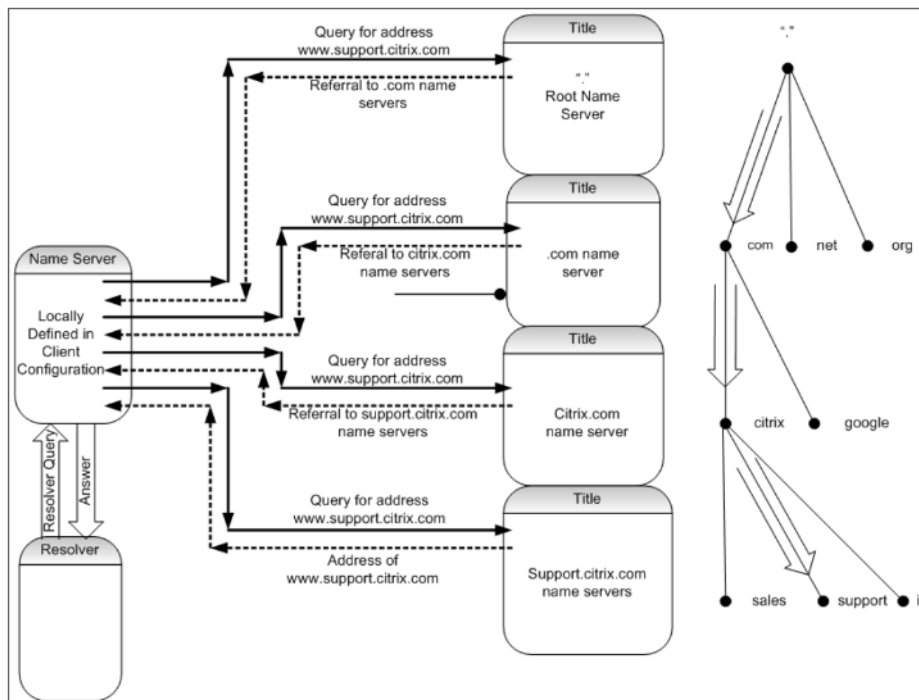 Query for address
www.support.citrix.com
Referral to .com name
servers
Title
“.”
Root Name
Server
Query for address
www.support.citrix.com
Referal to citrix.com
name servers
Title
.com name
server
Name Server
Locally
Defined in
Client
Configuration
Query for address
www.support.citrix.com
Referral to support.citrix.com
name servers
Title
Citrix.com
name server
Query for address
www.support.citrix.com
Address of
www.support.citrix.com
Title
Support.citrix.com
name servers
Resolver Query
Answer
Resolver
“.”
com
net
org
citrix
google
sales
support